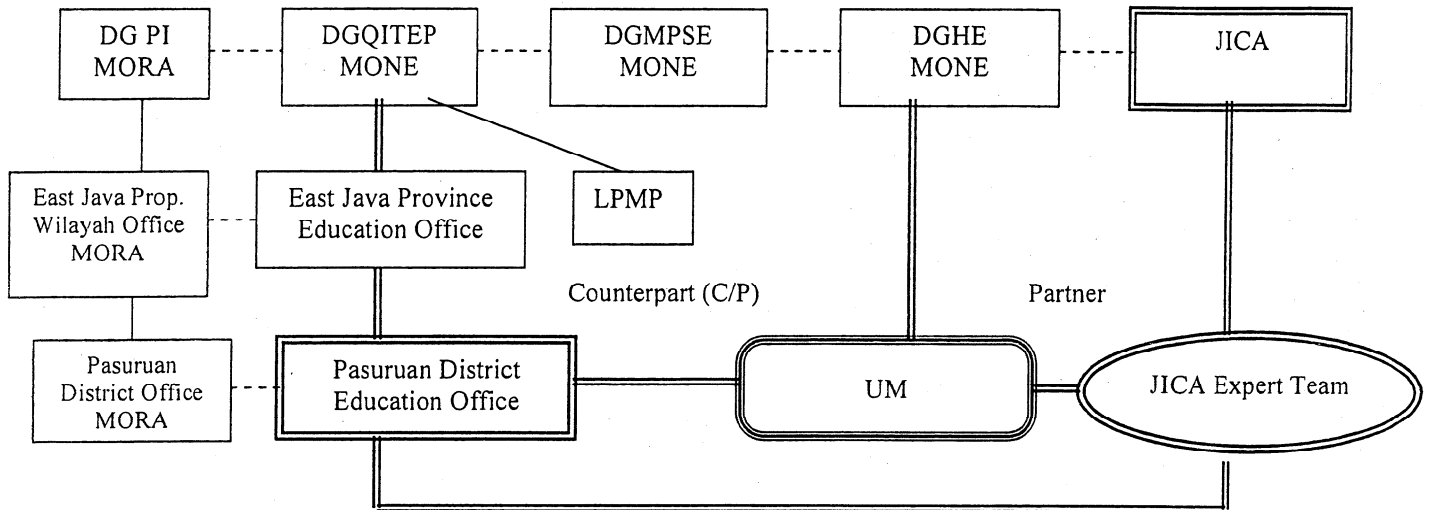 DG PI
MORA
DGQITEP
MONE
DGMPSE
MONE
DGHE
MONE
JICA
East Java Prop.
Wilayah Office
MORA
East Java Province
Education Office
LPMP
Counterpart (C/P)
Partner
Pasuruan
District Office
MORA
Pasuruan District
Education Office
UM
JICA Expert Team